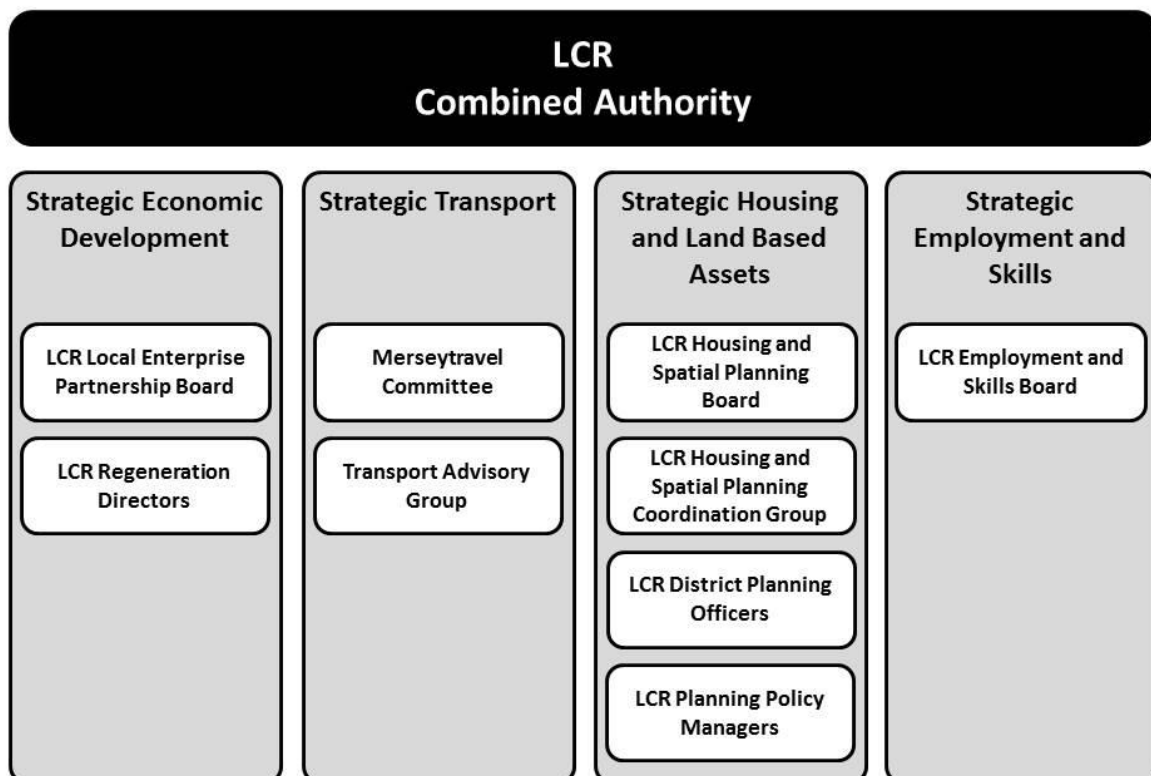 LCR
Combined Authority
Strategic Economic
Development
LCR Local Enterprise
Partnership Board
LCR Regeneration
Directors
Strategic Transport
Merseytravel
Committee
Transport Advisory
Group
Strategic Housing
and Land Based
Assets
LCR Housing and
Spatial Planning
Board
LCR Housing and
Spatial Planning
Coordination Group
LCR District Planning
Officers
LCR Planning Policy
Managers
Strategic
Employment and
Skills
LCR Employment and
Skills Board